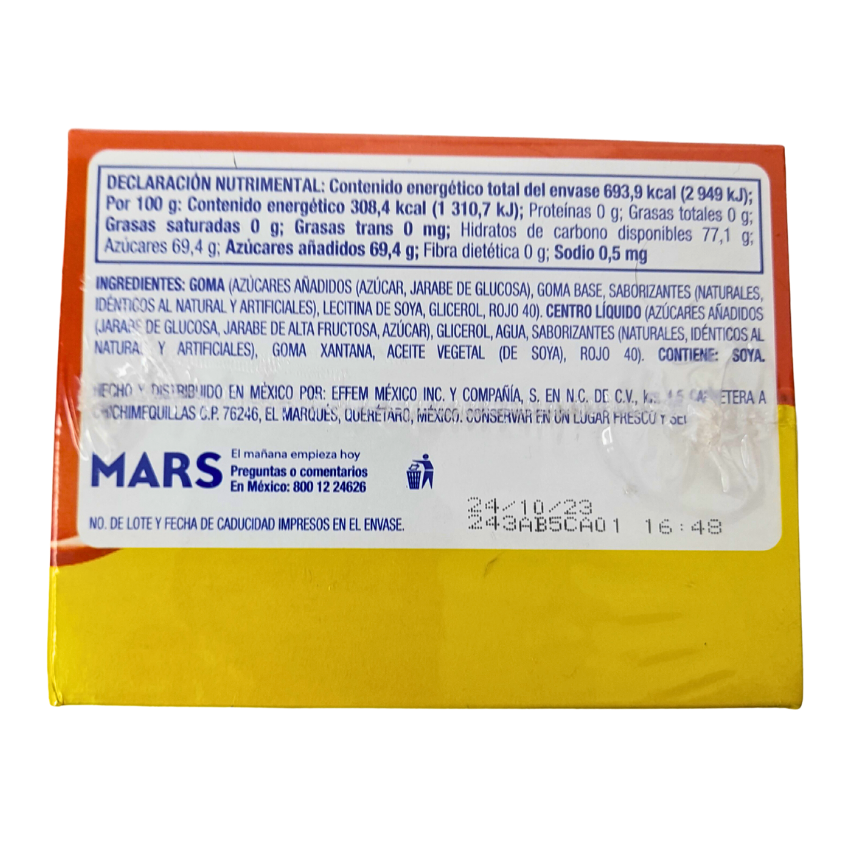 DECLARACIÓN NUTRIMENTAL: Contenido energético total del envase 693,9 kcal (2 949 kJ);
Por 100 g: Contenido energético 308,4 kcal (1 310,7 kJ); Proteínas 0 g; Grasas totales 0 g;
Grasas saturadas 0 g; Grasas trans 0 mg; Hidratos de carbono disponibles 77,1 g;
Azúcares 69,4 g; Azúcares añadidos 69,4 g; Fibra dietética 0 g; Sodio 0,5 mg
INGREDIENTES: GOMA (AZÚCARES AÑADIDOS (AZÚCAR, JARABE DE GLUCOSA), GOMA BASE, SABORIZANTES (NATURALES,
IDÉNTICOS AL NATURAL Y ARTIFICIALES), LECITINA DE SOYA, GLICEROL, ROJO 40). CENTRO LÍQUIDO (AZÚCARES AÑADIDOS
(JARABE DE GLUCOSA, JARABE DE ALTA FRUCTOSA, AZÚCAR), GLICEROL, AGUA, SABORIZANTES (NATURALES, IDÉNTICOS AL
NATURAL Y ARTIFICIALES), GOMA XANTANA, ACEITE VEGETAL (DE SOYA), ROJO 40). CONTIENE: SOYA.
HECHO Y DISTRIBUIDO EN MÉXICO POR: EFFEM MÉXICO INC. Y COMPAÑÍA, S. EN N.C. DE C.V., CARRETERA A
CHICHIMEQUILLAS C.P. 76246, EL MARQUÉS, QUERÉTARO, MÉXICO. CONSERVAR EN UN LUGAR FRESCO Y
MARS
El mañana empieza hoy
Preguntas o comentarios
En México: 800 12 24626
24/10/23
243AB5CA01 16:48
NO. DE LOTE Y FECHA DE CADUCIDAD IMPRESOS EN EL ENVASE.